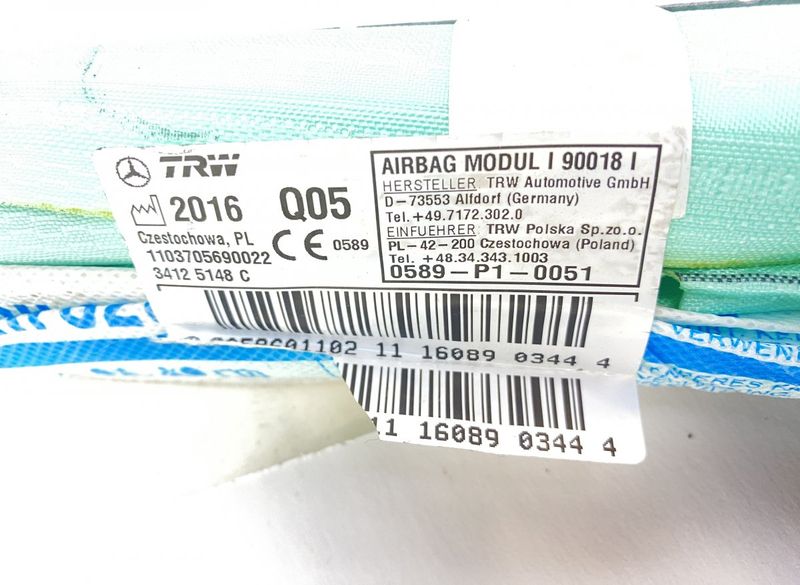 TRW
2016 Q05
Czestochowa, PL
CE 0589
1103705690022
3412 5148 C
AIRBAG MODUL I 90018 I
HERSTELLER TRW Automotive GmbH
D-73553 Alfdorf (Germany)
Tel.+49.7172.302.0
EINFUEHRER TRW Polska Sp.zo.o.
PL-42-200 Czestochowa (Poland)
Tel. +48.34.343.1003
0589-P1-0051
11 16089 0344 4
11 16089 0344 4
VERWEND